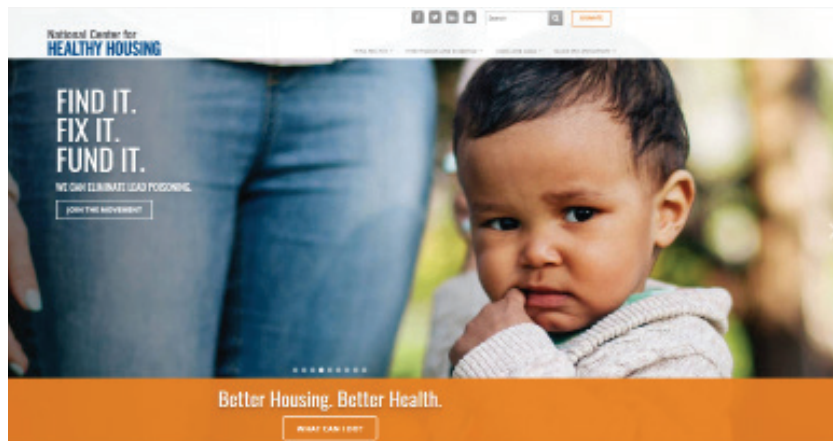 Search
DONATE
National Center for
HEALTHY HOUSING
FIND IT.
FIX IT.
FUND IT.
WE CAN ELIMINATE LEAD POISONING.
JOIN THE MOVEMENT
Better Housing. Better Health.
WHAT CAN I DO?